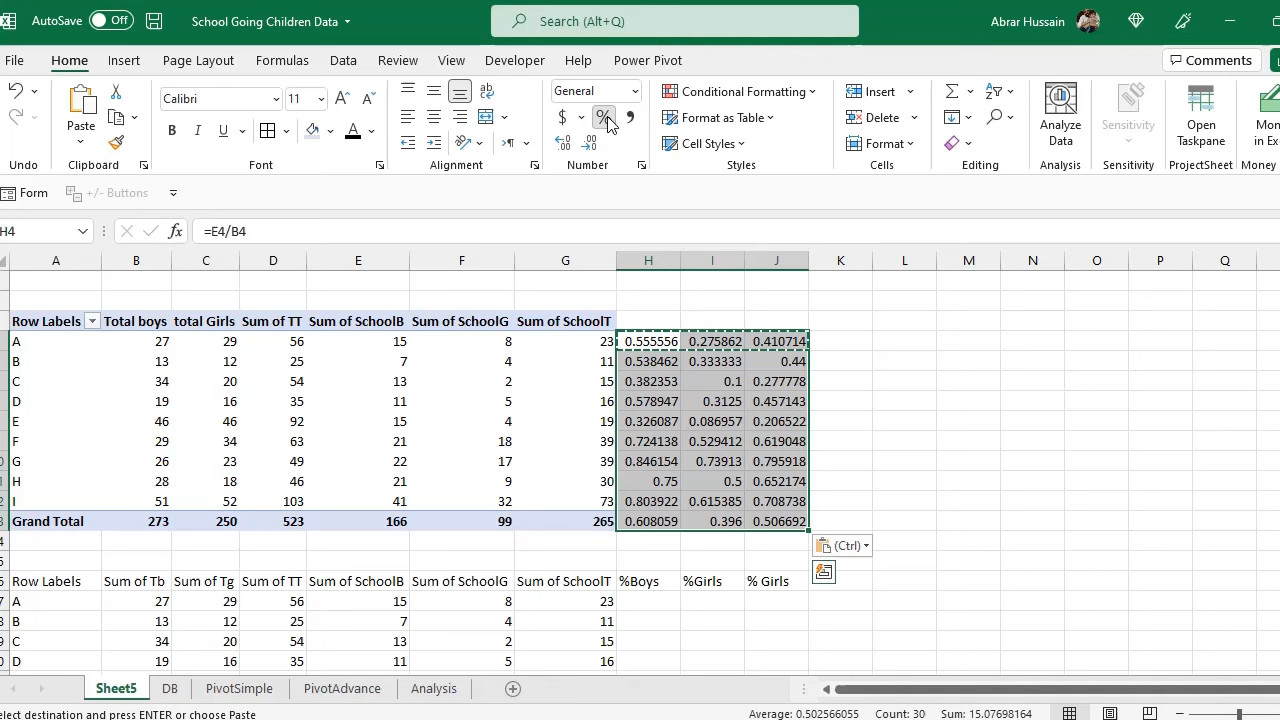 AutoSave Off School Going Children Data Search (Alt+Q) Abrar Hussain
File Home Insert Page Layout Formulas Data Review View Developer Help Power Pivot Comments
Paste Calibri 11 General Conditional Formatting Insert Analyze Data Sensitivity Open Taskpane
B I U A $ % , Format as Table Delete
Cell Styles Format
Undo Clipboard Font Alignment Number Styles Cells Editing Analysis Sensitivity ProjectSheet Money
Form +/- Buttons
H4 fx =E4/B4
A B C D E F G H I J K L M N O P Q
Row Labels Total boys total Girls Sum of TT Sum of SchoolB Sum of SchoolG Sum of SchoolT
A 27 29 56 15 8 23 0.555556 0.275862 0.410714
B 13 12 25 7 4 11 0.538462 0.333333 0.44
C 34 20 54 13 2 15 0.382353 0.1 0.277778
D 19 16 35 11 5 16 0.578947 0.3125 0.457143
E 46 46 92 15 4 19 0.326087 0.086957 0.206522
F 29 34 63 21 18 39 0.724138 0.529412 0.619048
G 26 23 49 22 17 39 0.846154 0.73913 0.795918
H 28 18 46 21 9 30 0.75 0.5 0.652174
I 51 52 103 41 32 73 0.803922 0.615385 0.708738
Grand Total 273 250 523 166 99 265 0.608059 0.396 0.506692
(Ctrl)
Row Labels Sum of Tb Sum of Tg Sum of TT Sum of SchoolB Sum of SchoolG Sum of SchoolT %Boys %Girls % Girls
A 27 29 56 15 8 23
B 13 12 25 7 4 11
C 34 20 54 13 2 15
D 19 16 35 11 5 16
Sheet5 DB PivotSimple PivotAdvance Analysis
elect destination and press ENTER or choose Paste Average: 0.502566055 Count: 30 Sum: 15.07698164